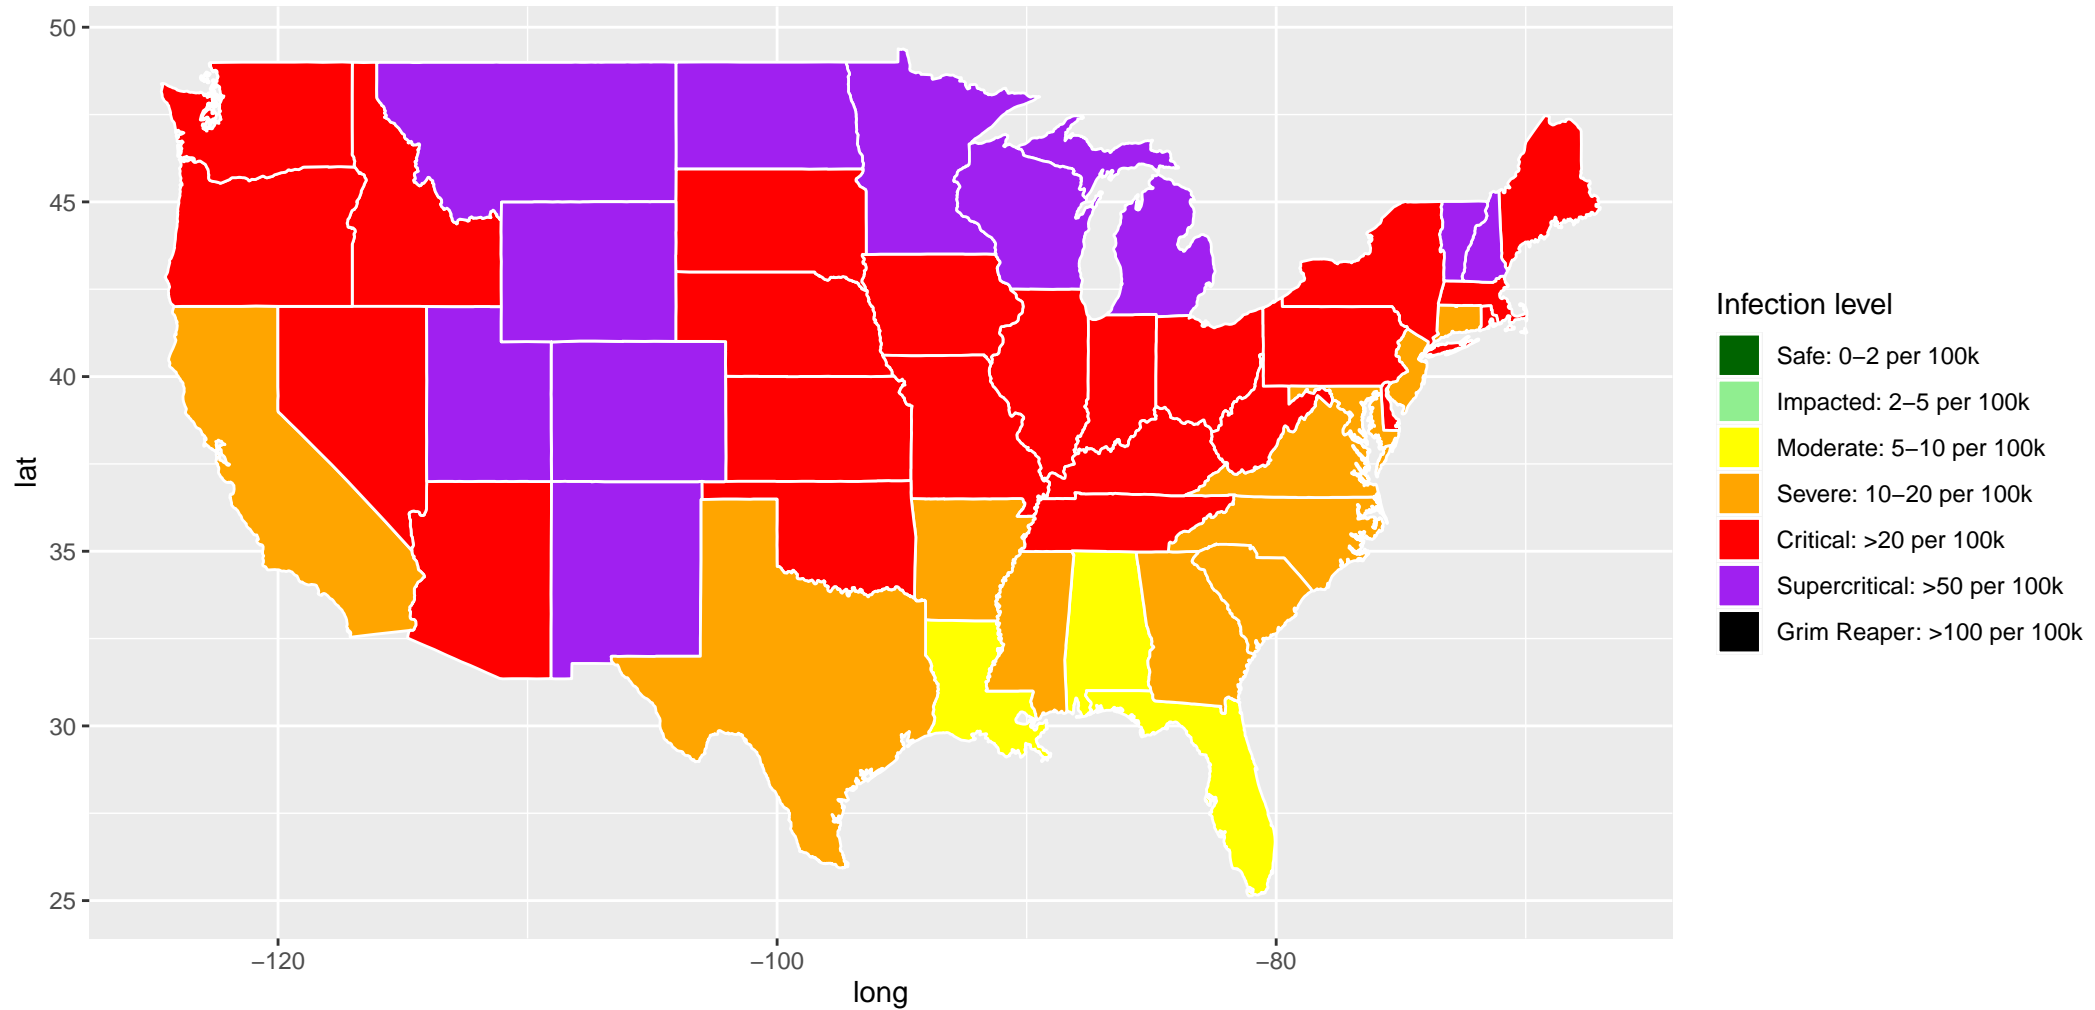 50
45
40
35
30
25
lat
−120
−100
−80
long
Infection level
Safe: 0−2 per 100k
Impacted: 2−5 per 100k
Moderate: 5−10 per 100k
Severe: 10−20 per 100k
Critical: >20 per 100k
Supercritical: >50 per 100k
Grim Reaper: >100 per 100k